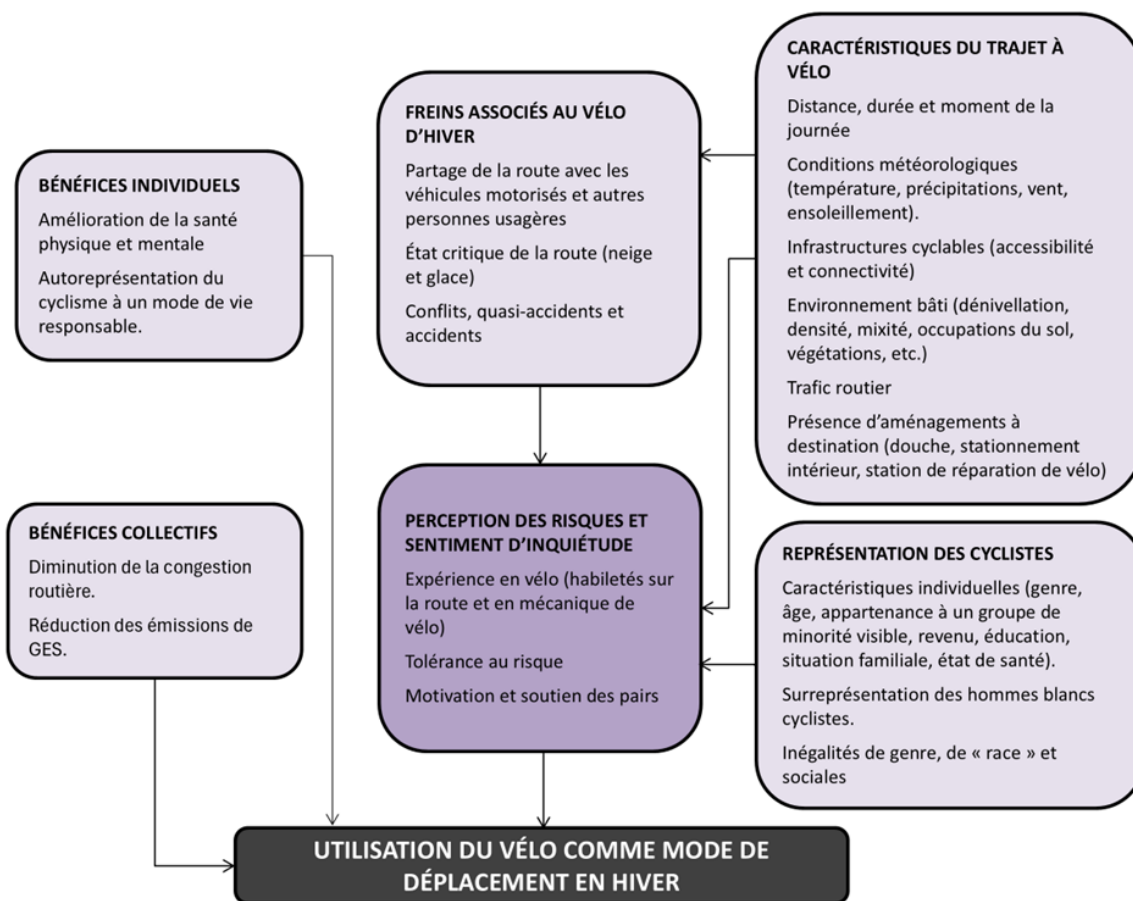 BÉNÉFICES INDIVIDUELS
Amélioration de la santé
physique et mentale
Autoreprésentation du
cyclisme à un mode de vie
responsable.
BÉNÉFICES COLLECTIFS
Diminution de la congestion
routière.
Réduction des émissions de
GES.
FREINS ASSOCIÉS AU VÉLO
D’HIVER
Partage de la route avec les
véhicules motorisés et autres
personnes usagères
État critique de la route (neige
et glace)
Conflits, quasi-accidents et
accidents
PERCEPTION DES RISQUES ET
SENTIMENT D’INQUIÉTUDE
Expérience en vélo (habiletés sur
la route et en mécanique de
vélo)
Tolérance au risque
Motivation et soutien des pairs
CARACTÉRISTIQUES DU TRAJET À
VÉLO
Distance, durée et moment de la
journée
Conditions météorologiques
(température, précipitations, vent,
ensoleillement).
Infrastructures cyclables (accessibilité
et connectivité)
Environnement bâti (dénivellation,
densité, mixité, occupations du sol,
végétations, etc.)
Trafic routier
Présence d’aménagements à
destination (douche, stationnement
intérieur, station de réparation de vélo)
REPRÉSENTATION DES CYCLISTES
Caractéristiques individuelles (genre,
âge, appartenance à un groupe de
minorité visible, revenu, éducation,
situation familiale, état de santé).
Surreprésentation des hommes blancs
cyclistes.
Inégalités de genre, de « race » et
sociales
UTILISATION DU VÉLO COMME MODE DE
DÉPLACEMENT EN HIVER